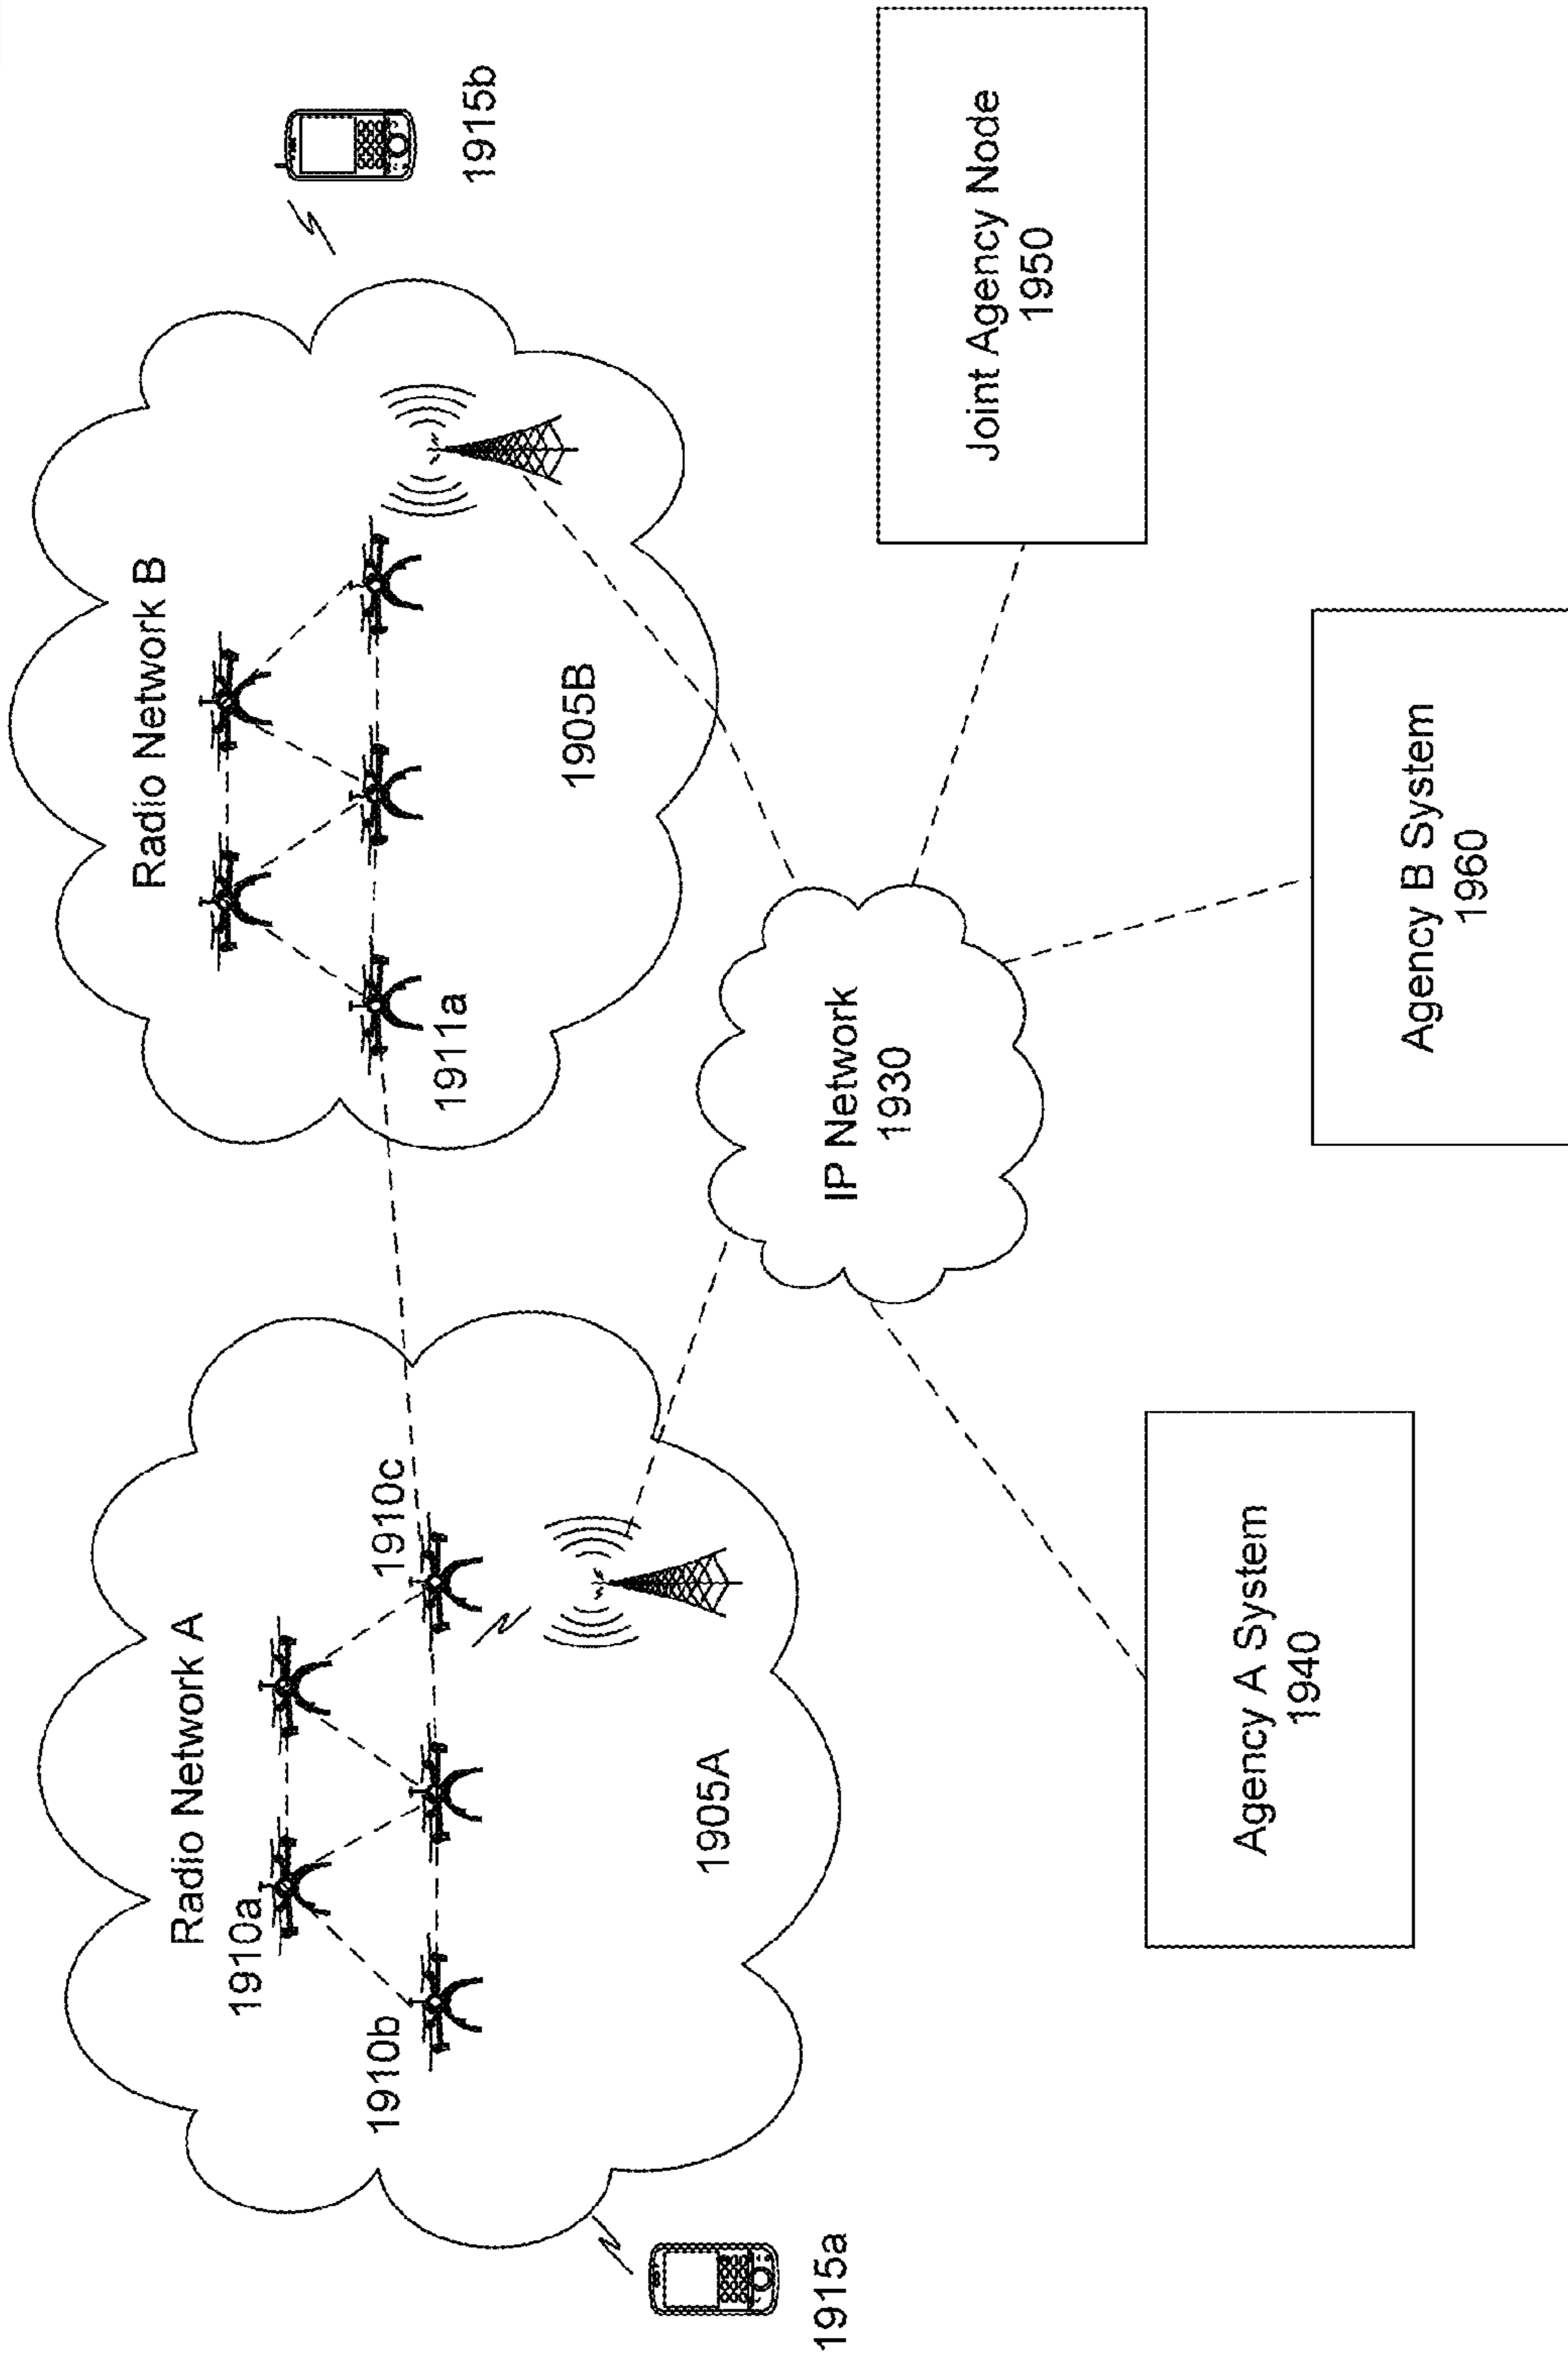 Radio Network A
Radio Network B
1910a
1910b
1910c
1911a
1905A
1905B
1915a
1915b
IP Network
1930
Agency A System
1940
Agency B System
1960
Joint Agency Node
1950